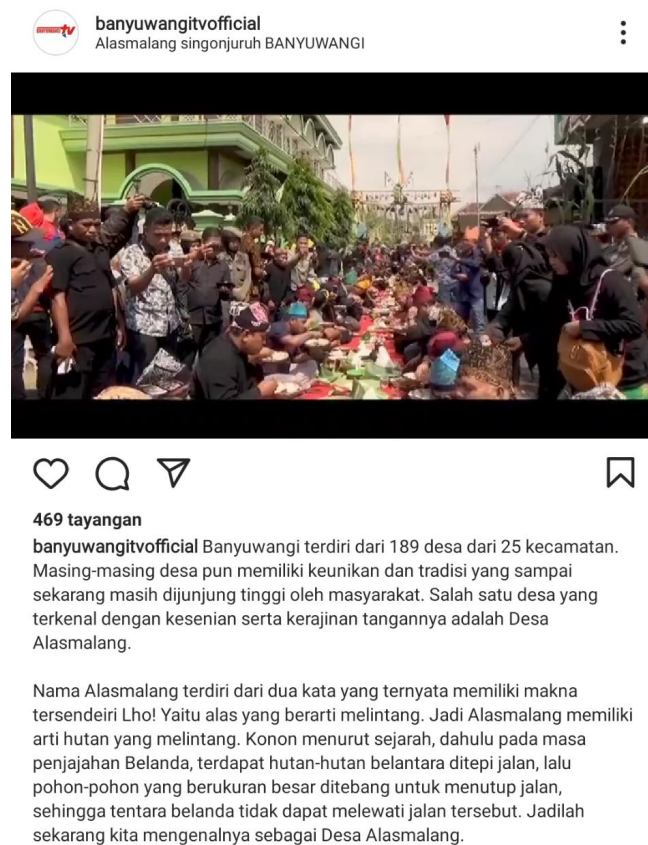 banyuwangitvofficial
Alasmalang singonjuruh BANYUWANGI
BANYUWANGI tv
469 tayangan
banyuwangitvofficial Banyuwangi terdiri dari 189 desa dari 25 kecamatan.
Masing-masing desa pun memiliki keunikan dan tradisi yang sampai
sekarang masih dijunjung tinggi oleh masyarakat. Salah satu desa yang
terkenal dengan kesenian serta kerajinan tangannya adalah Desa
Alasmalang.
Nama Alasmalang terdiri dari dua kata yang ternyata memiliki makna
tersendeiri Lho! Yaitu alas yang berarti melintang. Jadi Alasmalang memiliki
arti hutan yang melintang. Konon menurut sejarah, dahulu pada masa
penjajahan Belanda, terdapat hutan-hutan belantara ditepi jalan, lalu
pohon-pohon yang berukuran besar ditebang untuk menutup jalan,
sehingga tentara belanda tidak dapat melewati jalan tersebut. Jadilah
sekarang kita mengenalnya sebagai Desa Alasmalang.